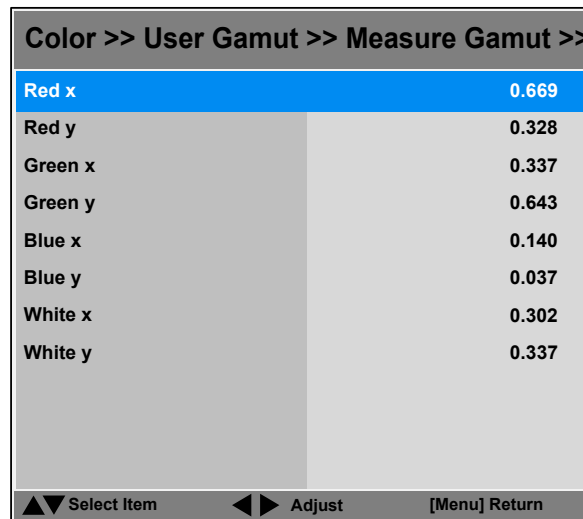 Color >> User Gamut >> Measure Gamut >>
Red x 0.669
Red y 0.328
Green x 0.337
Green y 0.643
Blue x 0.140
Blue y 0.037
White x 0.302
White y 0.337
Select Item Adjust [Menu] Return